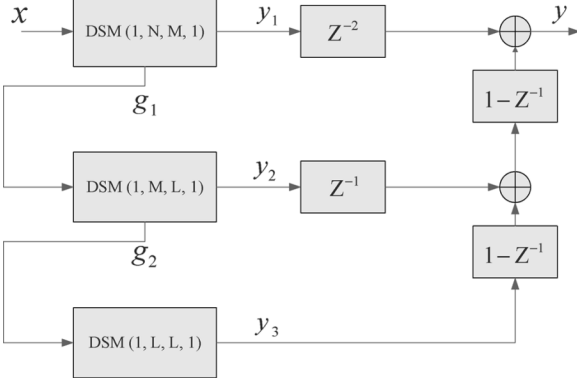 x
DSM (1, N, M, 1)
y₁
Z⁻²
y
g₁
1 − Z⁻¹
DSM (1, M, L, 1)
y₂
Z⁻¹
g₂
1 − Z⁻¹
DSM (1, L, L, 1)
y₃